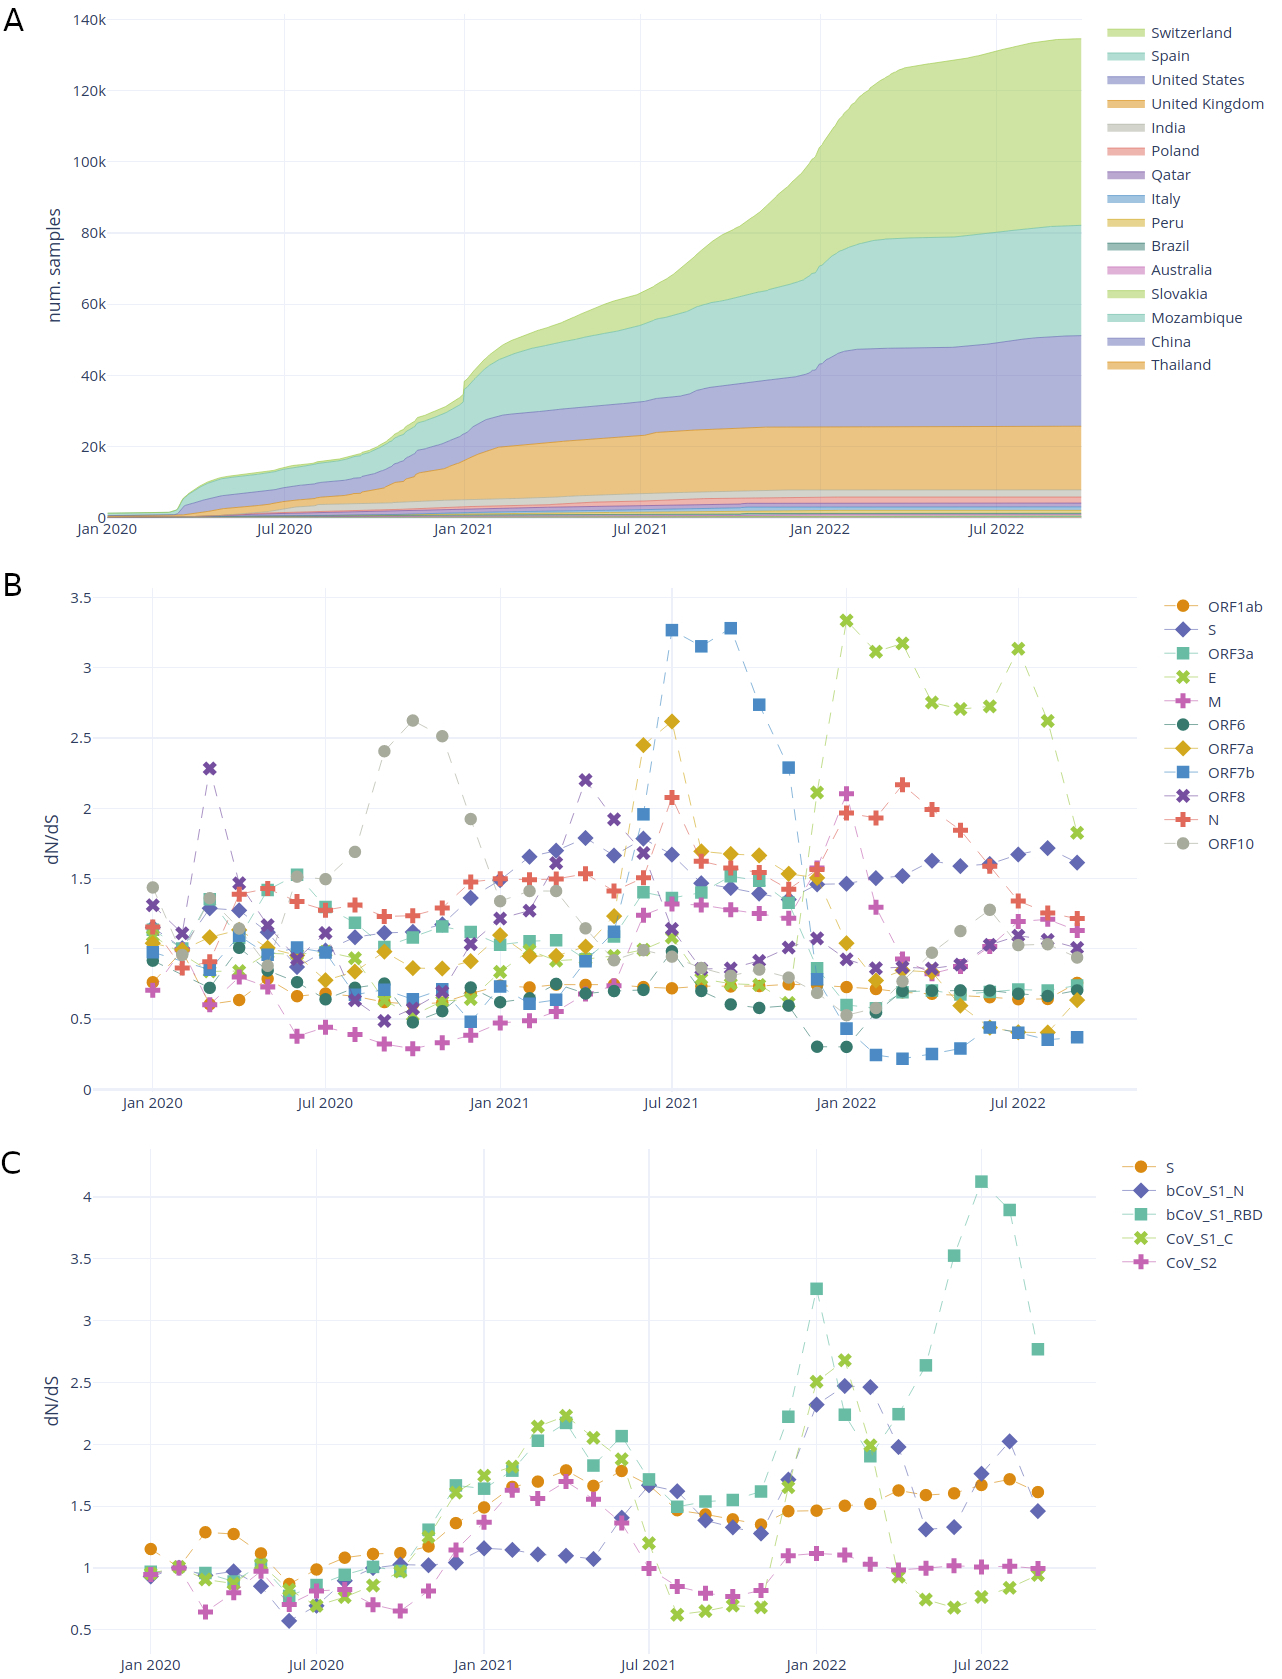 A
num. samples
140k
120k
100k
80k
60k
40k
20k
0
Jan 2020
Jul 2020
Jan 2021
Jul 2021
Jan 2022
Jul 2022
Switzerland
Spain
United States
United Kingdom
India
Poland
Qatar
Italy
Peru
Brazil
Australia
Slovakia
Mozambique
China
Thailand
B
dN/dS
3.5
3
2.5
2
1.5
1
0.5
0
Jan 2020
Jul 2020
Jan 2021
Jul 2021
Jan 2022
Jul 2022
ORF1ab
S
ORF3a
E
M
ORF6
ORF7a
ORF7b
ORF8
N
ORF10
C
dN/dS
4
3.5
3
2.5
2
1.5
1
0.5
Jan 2020
Jul 2020
Jan 2021
Jul 2021
Jan 2022
Jul 2022
S
bCoV_S1_N
bCoV_S1_RBD
CoV_S1_C
CoV_S2